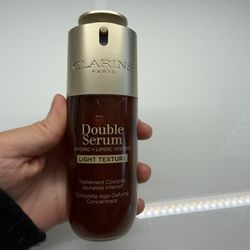 CLARINS
PARIS
Double
Serum
[HYDRIC + LIPIDIC SYSTEM]
LIGHT TEXTURE
Traitement Complet
Jeunesse Intensif
Complete Age-Defying
Concentrate